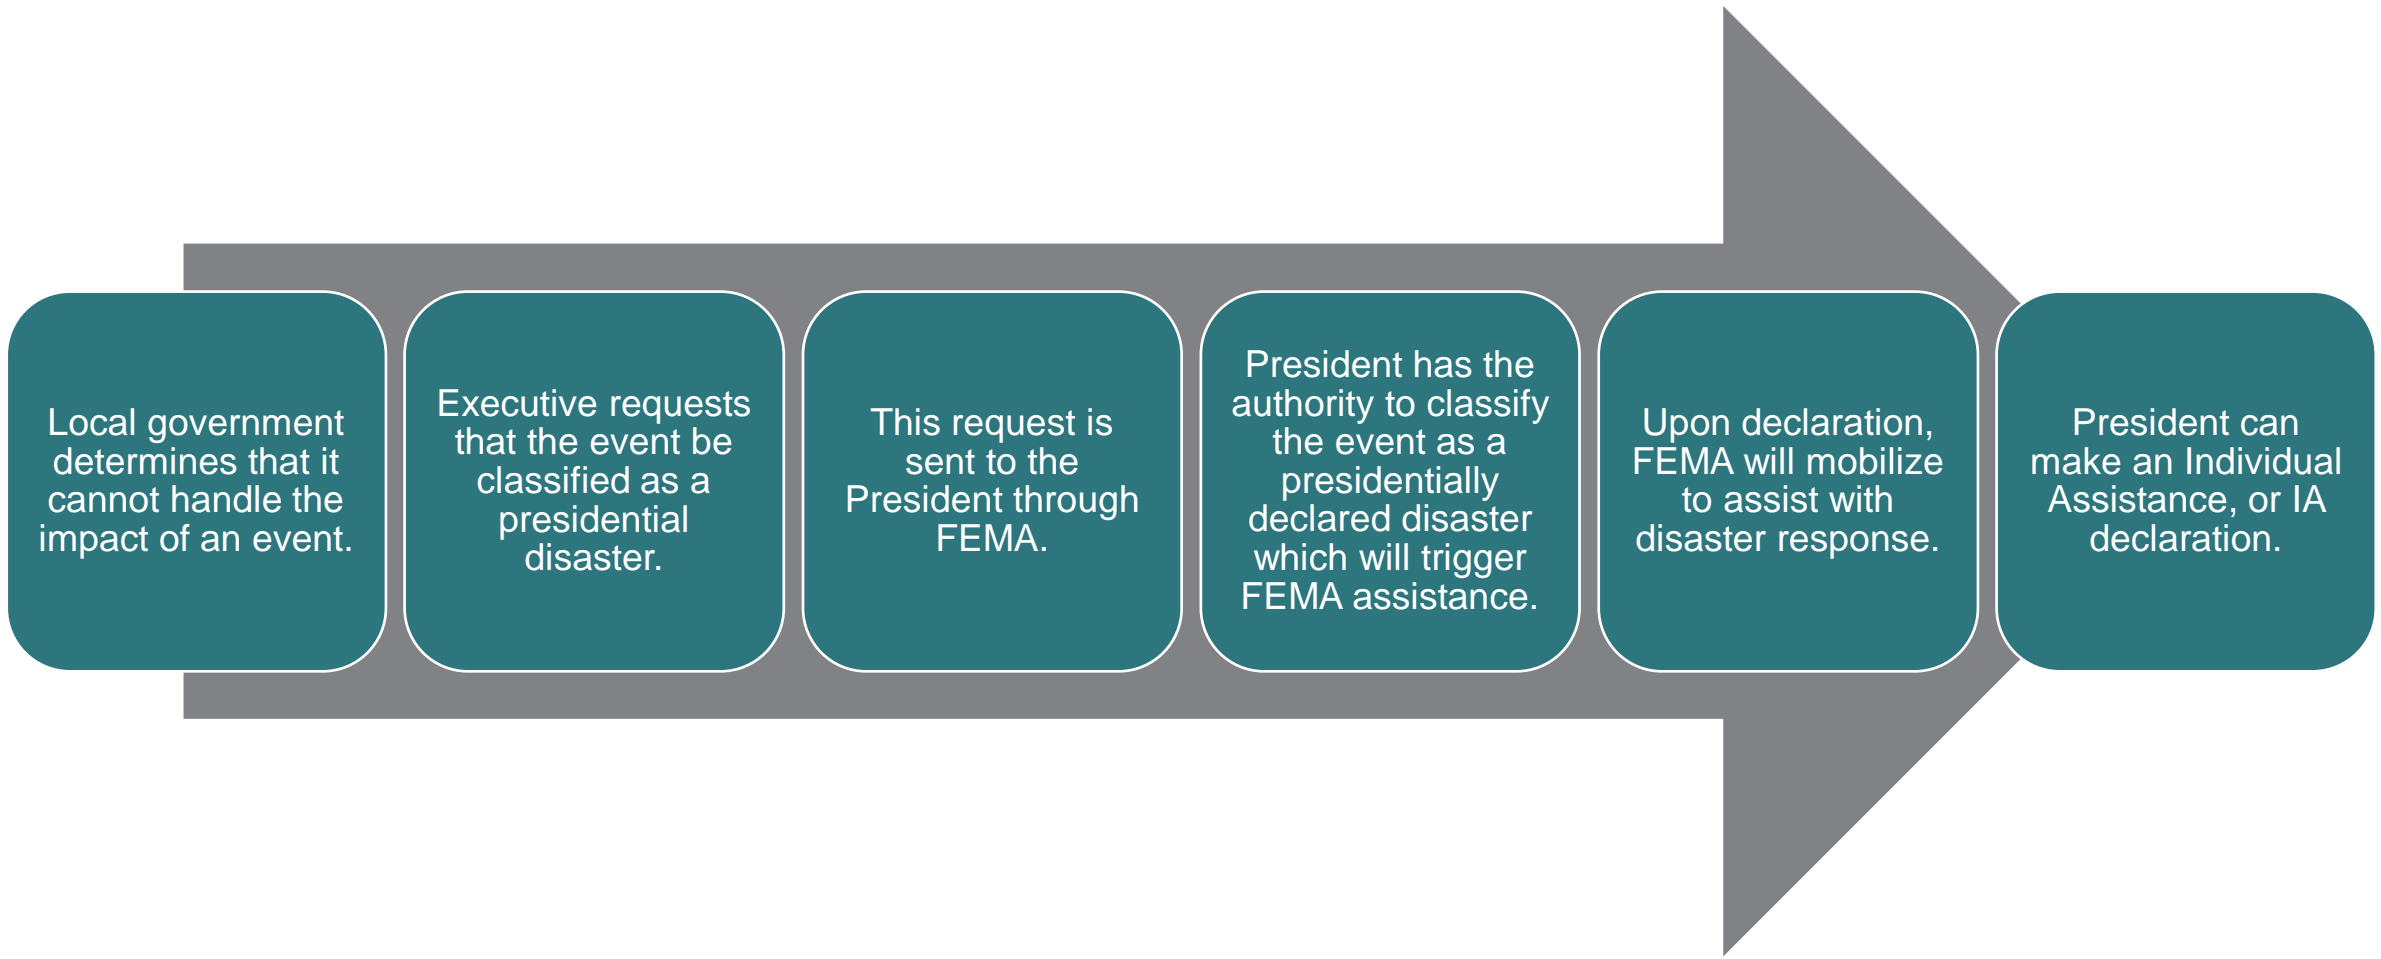 Local government
determines that it
cannot handle the
impact of an event.
Executive requests
that the event be
classified as a
presidential
disaster.
This request is
sent to the
President through
FEMA.
President has the
authority to classify
the event as a
presidentially
declared disaster
which will trigger
FEMA assistance.
Upon declaration,
FEMA will mobilize
to assist with
disaster response.
President can
make an Individual
Assistance, or IA
declaration.